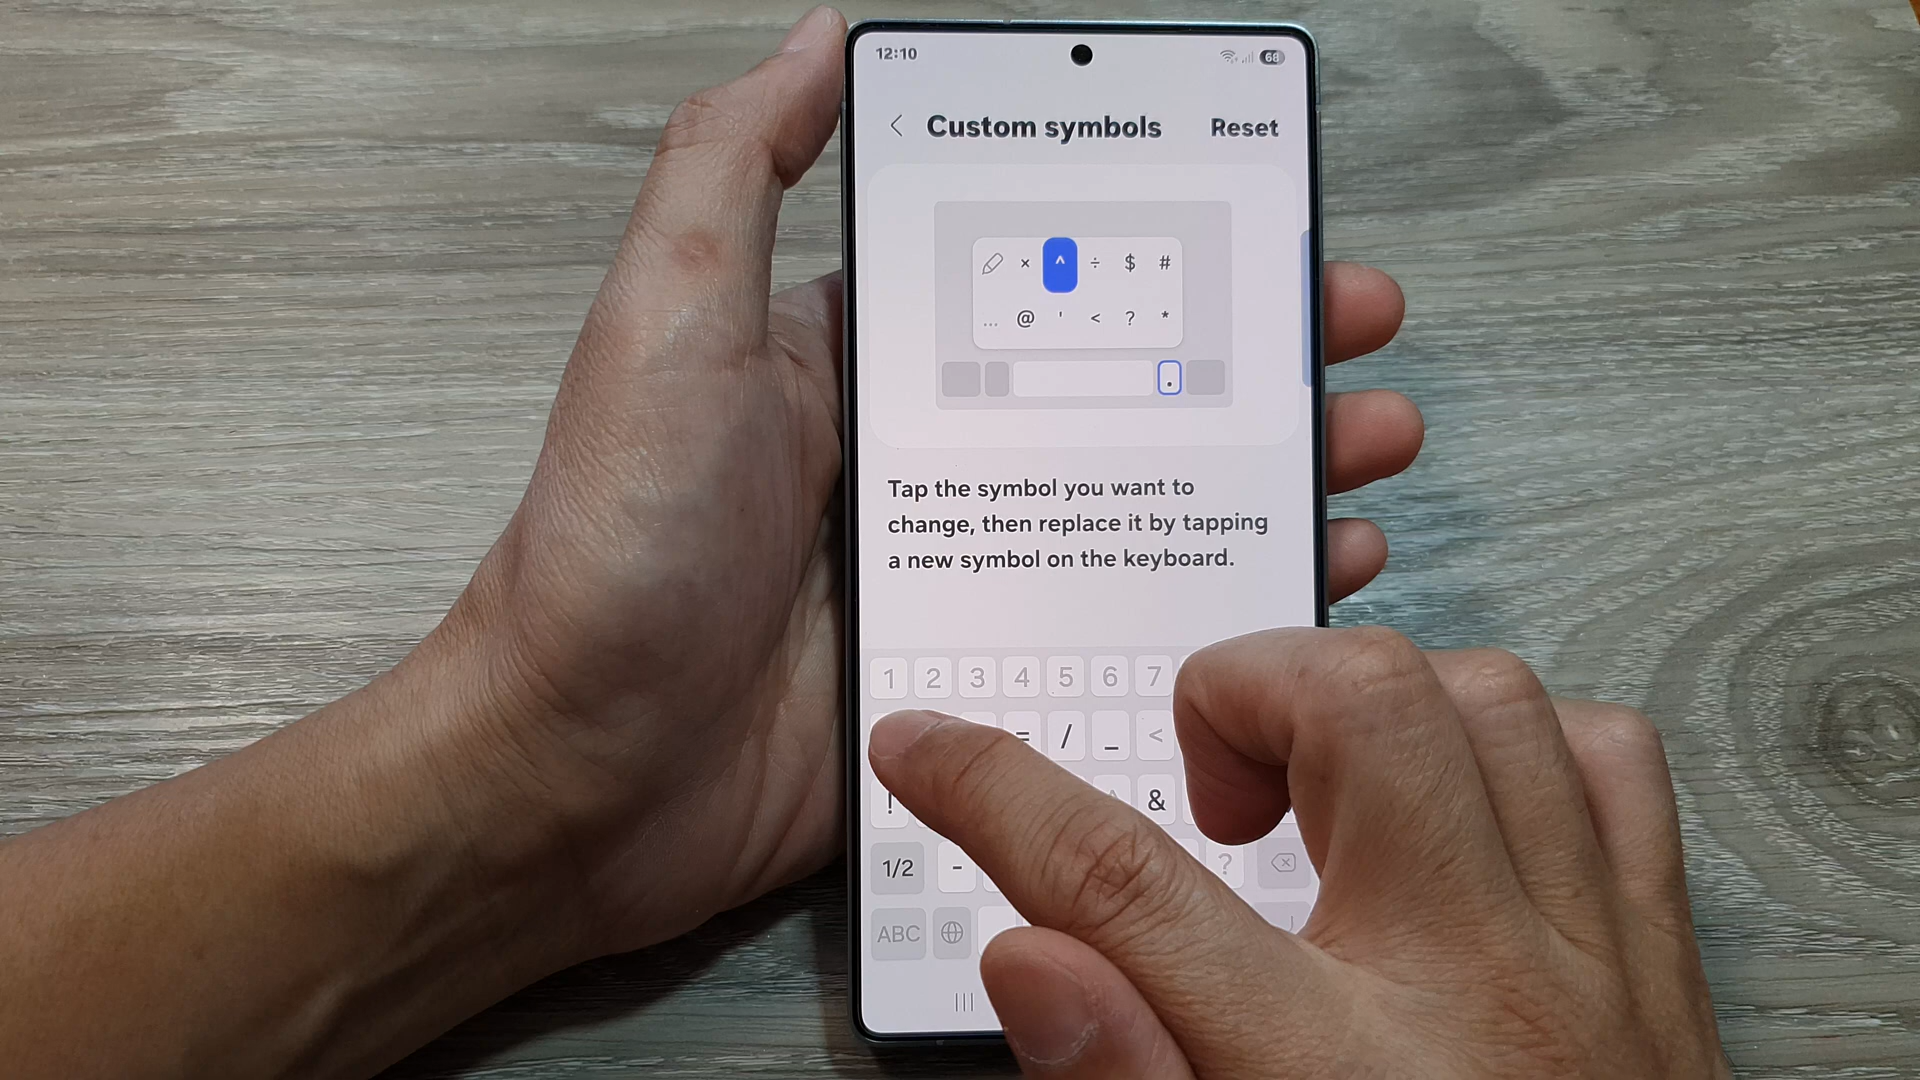 12:10 68
Custom symbols Reset
× ^ ÷ $ #
... @ ' < ? *
.
Tap the symbol you want to
change, then replace it by tapping
a new symbol on the keyboard.
1 2 3 4 5 6 7
= / _ <
! ^ &
1/2 - ?
ABC